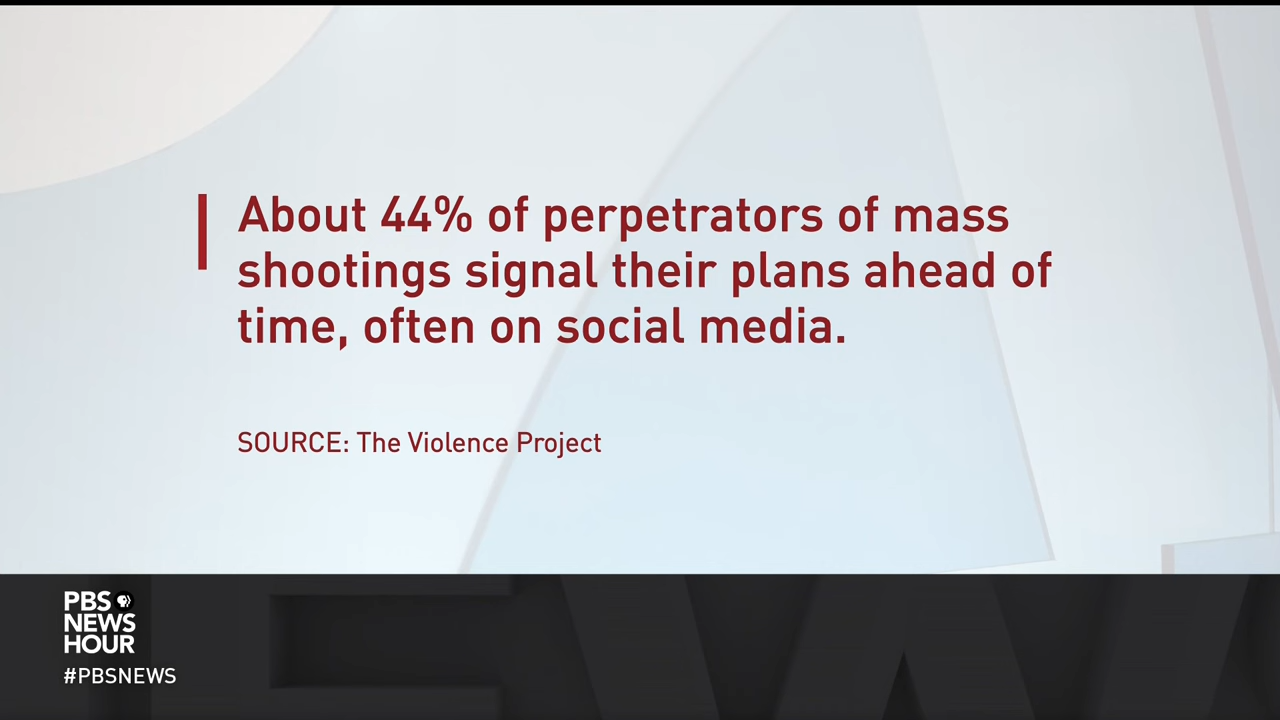 About 44% of perpetrators of mass
shootings signal their plans ahead of
time, often on social media.
SOURCE: The Violence Project
PBS
NEWS
HOUR
#PBSNEWS